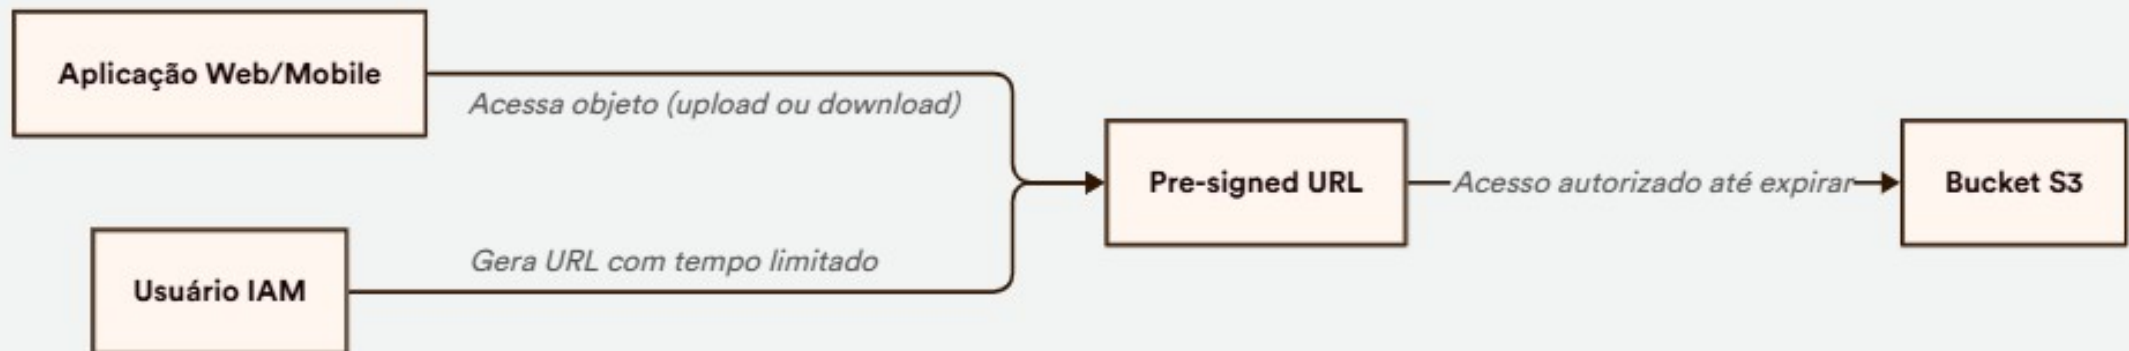 Aplicação Web/Mobile
Acessa objeto (upload ou download)
Pre-signed URL
Acesso autorizado até expirar
Bucket S3
Gera URL com tempo limitado
Usuário IAM